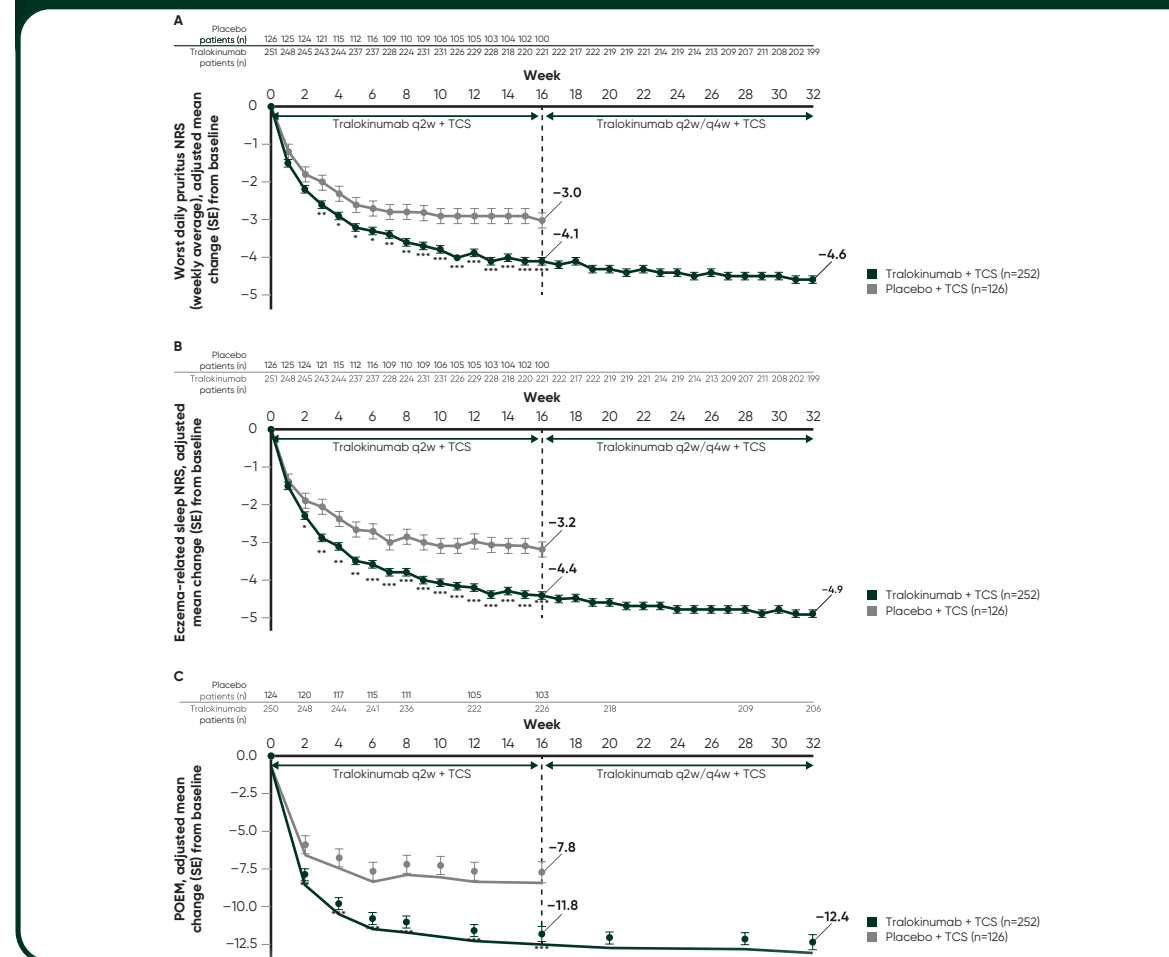 A
Placebo
patients (n) 126 125 124 121 115 112 116 109 110 109 106 105 105 103 104 102 100
Tralokinumab 251 248 245 243 244 237 237 228 224 231 231 226 229 228 218 220 221 222 217 222 219 219 221 214 219 214 213 209 207 211 208 202 199
patients (n)
Week
0 2 4 6 8 10 12 14 16 18 20 22 24 26 28 30 32
Tralokinumab q2w + TCS Tralokinumab q2w/q4w + TCS
Worst daily pruritus NRS
(weekly average), adjusted mean
change (SE) from baseline
0
−1
−2
−3
−4
−5
−3.0
−4.1
−4.6
Tralokinumab + TCS (n=252)
Placebo + TCS (n=126)
B
Placebo
patients (n) 126 125 124 121 115 112 116 109 110 109 106 105 105 103 104 102 100
Tralokinumab 251 248 245 243 244 237 237 228 224 231 231 226 229 228 218 220 221 222 217 222 219 219 221 214 219 214 213 209 207 211 208 202 199
patients (n)
Week
0 2 4 6 8 10 12 14 16 18 20 22 24 26 28 30 32
Tralokinumab q2w + TCS Tralokinumab q2w/q4w + TCS
Eczema-related sleep NRS, adjusted
mean change (SE) from baseline
0
−1
−2
−3
−4
−5
−3.2
−4.4
−4.9
Tralokinumab + TCS (n=252)
Placebo + TCS (n=126)
C
Placebo
patients (n) 124 120 117 115 111 105 103
Tralokinumab 250 248 244 241 236 222 226 218 209 206
patients (n)
Week
0 2 4 6 8 10 12 14 16 18 20 22 24 26 28 30 32
Tralokinumab q2w + TCS Tralokinumab q2w/q4w + TCS
POEM, adjusted mean
change (SE) from baseline
0.0
−2.5
−5.0
−7.5
−10.0
−12.5
−7.8
−11.8
−12.4
Tralokinumab + TCS (n=252)
Placebo + TCS (n=126)